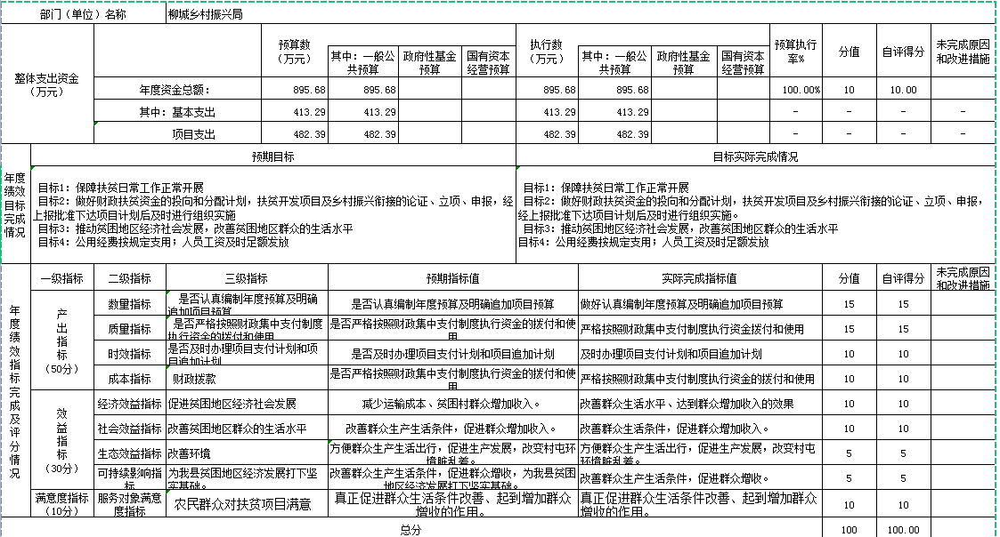 部门（单位）名称 柳城乡村振兴局
整体支出资金（万元）
预算数（万元） 其中：一般公共预算 政府性基金预算 国有资本经营预算 执行数（万元） 其中：一般公共预算 政府性基金预算 国有资本经营预算 预算执行率% 分值 自评得分 未完成原因和改进措施
年度资金总额： 895.68 895.68 895.68 895.68 100.00% 10 10.00
其中：基本支出 413.29 413.29 413.29 413.29 - - - -
项目支出 482.39 482.39 482.39 482.39 - - - -
年度绩效目标完成情况
预期目标 目标实际完成情况
目标1：保障扶贫日常工作正常开展
目标2：做好财政扶贫资金的投向和分配计划，扶贫开发项目及乡村振兴衔接的论证、立项、申报，经
上报批准下达项目计划后及时进行组织实施
目标3：推动贫困地区经济社会发展，改善贫困地区群众的生活水平
目标4：公用经费按规定支用；人员工资及时足额发放
目标1：保障扶贫日常工作正常开展
目标2：做好财政扶贫资金的投向和分配计划，扶贫开发项目及乡村振兴衔接的论证、立项、申报，
经上报批准下达项目计划后及时进行组织实施。
目标3：推动贫困地区经济社会发展，改善贫困地区群众的生活水平
目标4：公用经费按规定支用；人员工资及时足额发放
年度绩效指标完成及评分情况
一级指标 二级指标 三级指标 预期指标值 实际完成指标值 分值 自评得分 未完成原因和改进措施
产出指标（50分）
数量指标 是否认真编制年度预算及明确追加项目预算 是否认真编制年度预算及明确追加项目预算 做好认真编制年度预算及明确追加项目预算 15 15
质量指标 是否严格按照财政集中支付制度执行资金的拨付和使用 是否严格按照财政集中支付制度执行资金的拨付和使用 严格按照财政集中支付制度执行资金拨付和使用 15 15
时效指标 是否及时办理项目支付计划和项目追加计划 是否及时办理项目支付计划和项目追加计划 及时办理项目支付计划和项目追加计划 10 10
成本指标 财政拨款 是否严格按照财政集中支付制度执行资金的拨付和使用 严格按照财政集中支付制度执行资金的拨付和使用 10 10
效益指标（30分）
经济效益指标 促进贫困地区经济社会发展 减少运输成本、贫困村群众增加收入。 改善群众生活水平、达到群众增加收入的效果 10 10
社会效益指标 改善贫困地区群众的生活水平 改善群众生产生活条件，促进群众增加收入。 改善群众生活条件，促进群众增加收入。 10 10
生态效益指标 改善环境 方便群众生产生活出行，促进生产发展，改变村屯环境脏乱差。 方便群众生产生活出行，促进生产发展，改变村屯环境脏乱差。 5 5
可持续影响指标 为我县贫困地区经济发展打下坚实基础。 改善群众生产生活条件，促进群众增收，为我县贫困地区经济发展打下坚实基础。 改善群众生产生活条件，促进群众增收。 5 5
满意度指标（10分） 服务对象满意度指标 农民群众对扶贫项目满意 真正促进群众生活条件改善、起到增加群众增收的作用。 真正促进群众生活条件改善、起到增加群众增收的作用。 10 10
总分 100 100.00